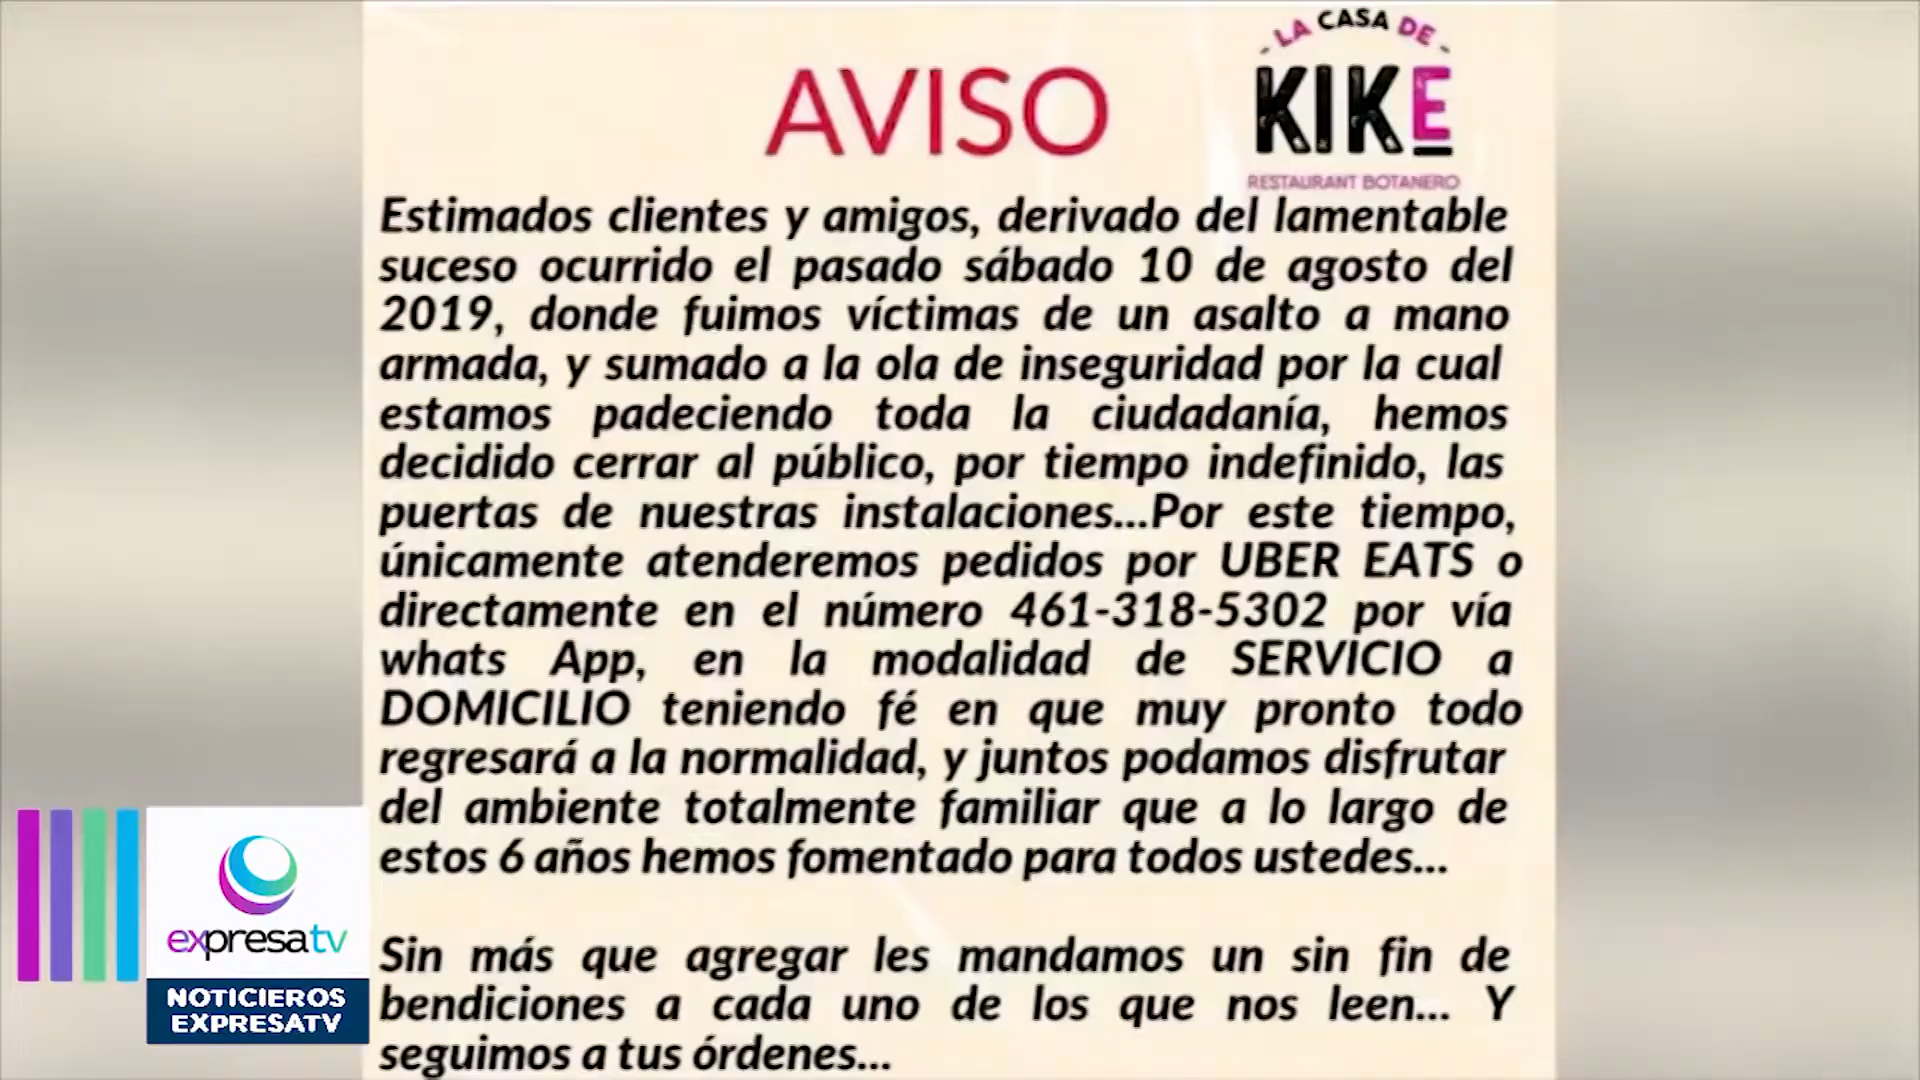 LA CASA DE
KIKE
RESTAURANT BOTANERO
AVISO
Estimados clientes y amigos, derivado del lamentable
suceso ocurrido el pasado sábado 10 de agosto del
2019, donde fuimos víctimas de un asalto a mano
armada, y sumado a la ola de inseguridad por la cual
estamos padeciendo toda la ciudadanía, hemos
decidido cerrar al público, por tiempo indefinido, las
puertas de nuestras instalaciones...Por este tiempo,
únicamente atenderemos pedidos por UBER EATS o
directamente en el número 461-318-5302 por vía
whats App, en la modalidad de SERVICIO a
DOMICILIO teniendo fé en que muy pronto todo
regresará a la normalidad, y juntos podamos disfrutar
del ambiente totalmente familiar que a lo largo de
estos 6 años hemos fomentado para todos ustedes...
Sin más que agregar les mandamos un sin fin de
bendiciones a cada uno de los que nos leen... Y
seguimos a tus órdenes...
expresatv
NOTICIEROS
EXPRESATV